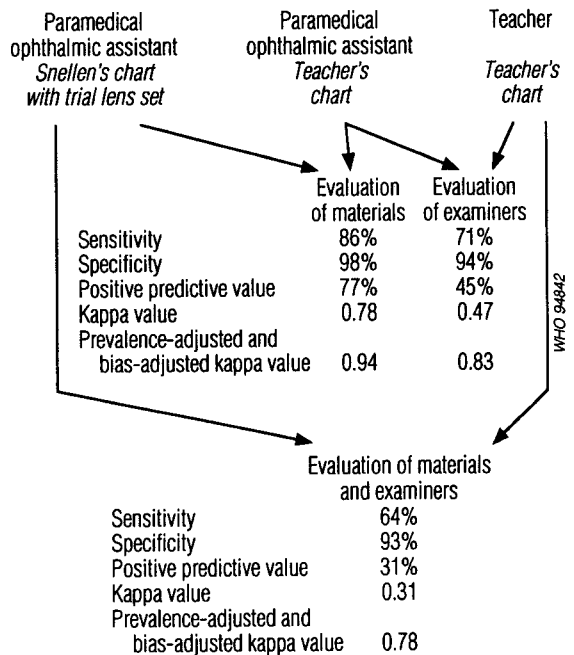 Paramedical
ophthalmic assistant
Snellen's chart
with trial lens set
Paramedical
ophthalmic assistant
Teacher's
chart
Teacher
Teacher's
chart
Evaluation
of materials
Evaluation
of examiners
Sensitivity 86% 71%
Specificity 98% 94%
Positive predictive value 77% 45%
Kappa value 0.78 0.47
Prevalence-adjusted and
bias-adjusted kappa value 0.94 0.83
WHO 94842
Evaluation of materials
and examiners
Sensitivity 64%
Specificity 93%
Positive predictive value 31%
Kappa value 0.31
Prevalence-adjusted and
bias-adjusted kappa value 0.78